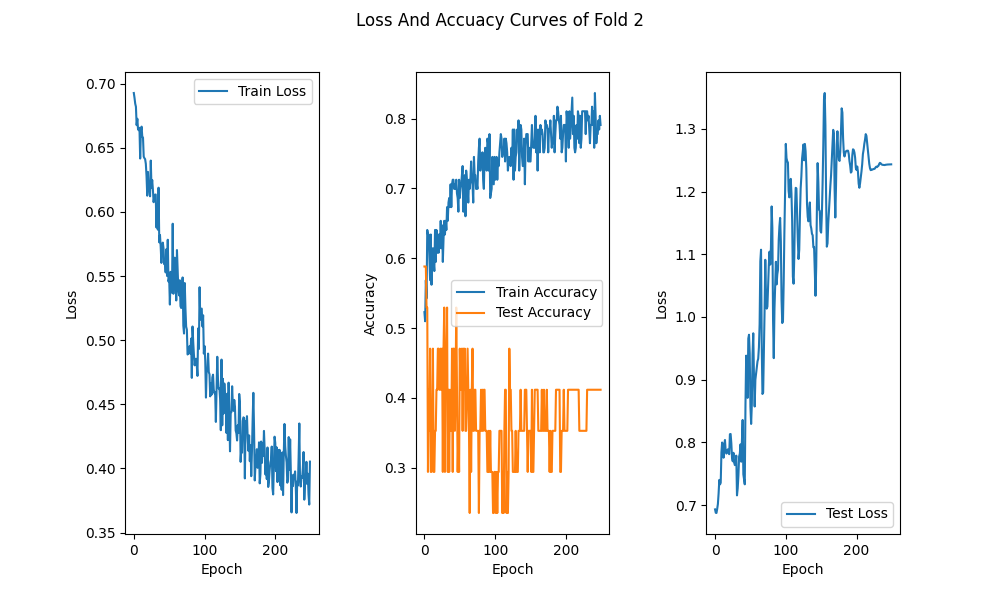 Loss And Accuacy Curves of Fold 2
Loss
0.70
0.65
0.60
0.55
0.50
0.45
0.40
0.35
Train Loss
0 100 200
Epoch
Accuracy
0.8
0.7
0.6
0.5
0.4
0.3
Train Accuracy
Test Accuracy
0 100 200
Epoch
Loss
1.3
1.2
1.1
1.0
0.9
0.8
0.7
Test Loss
0 100 200
Epoch